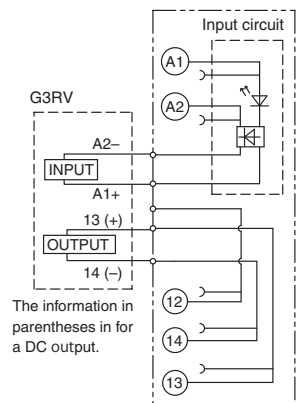 Input circuit
A1
A2
G3RV
A2–
INPUT
A1+
13 (+)
OUTPUT
14 (–)
12
14
13
The information in
parentheses in for
a DC output.